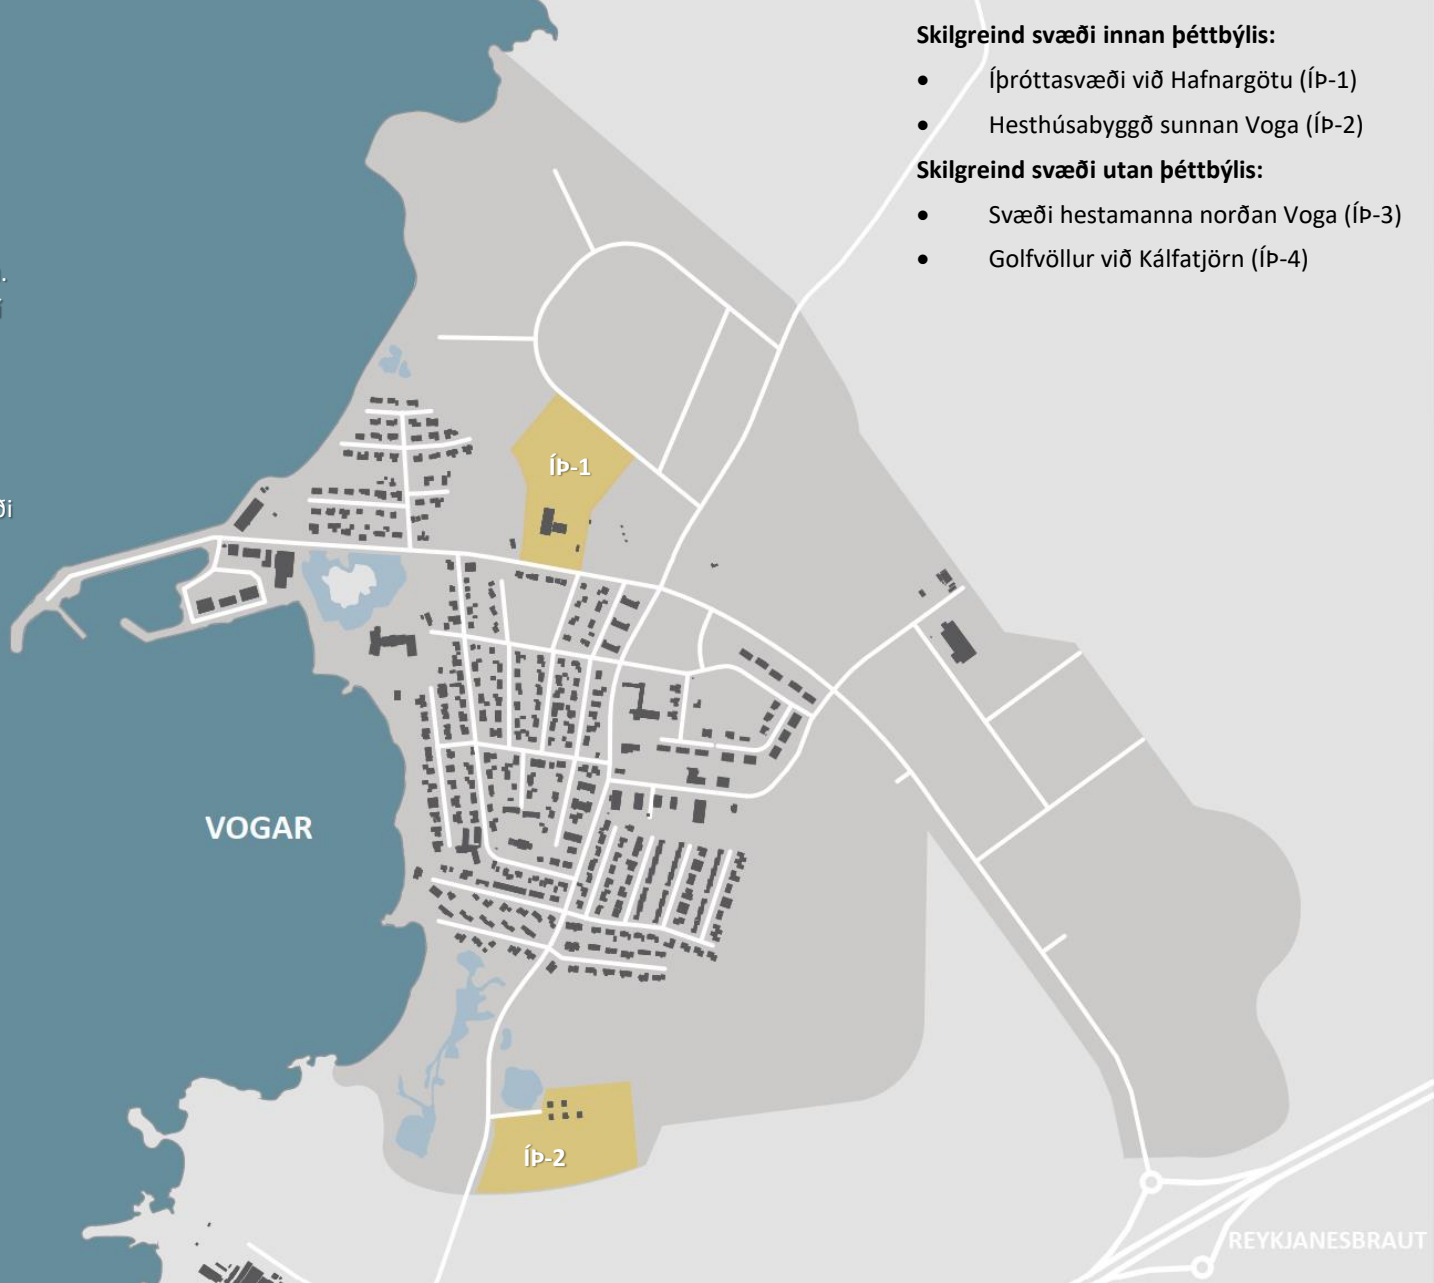 Skilgreind svæði innan þéttbýlis:
• Íþróttasvæði við Hafnargötu (ÍÞ-1)
• Hesthúsabyggð sunnan Voga (ÍÞ-2)
Skilgreind svæði utan þéttbýlis:
• Svæði hestamanna norðan Voga (ÍÞ-3)
• Golfvöllur við Kálfatjörn (ÍÞ-4)
ÍÞ-1
VOGAR
ÍÞ-2
REYKJANESBRAUT